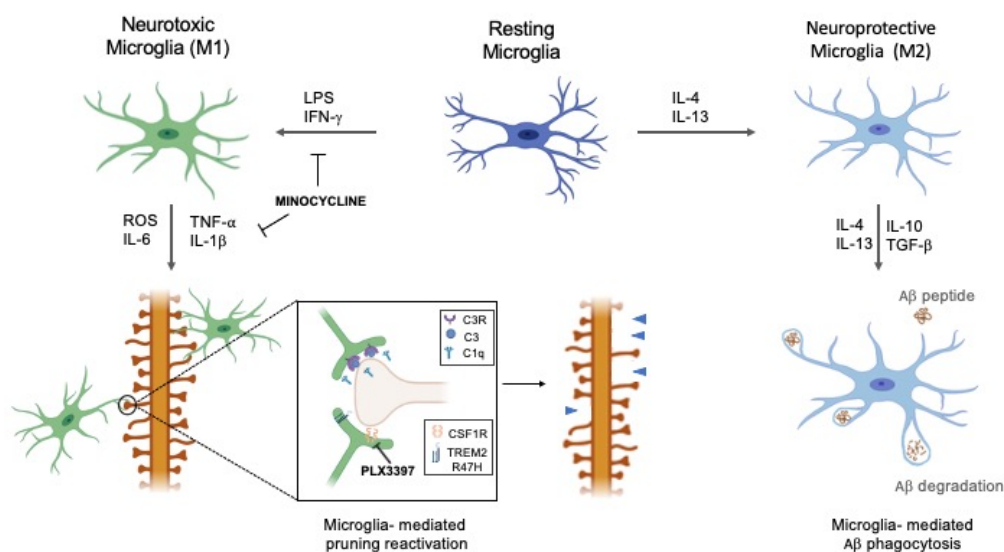 Neurotoxic
Microglia (M1)
Resting
Microglia
Neuroprotective
Microglia (M2)
LPS
IFN-γ
IL-4
IL-13
MINOCYCLINE
ROS
IL-6
TNF-α
IL-1β
IL-4
IL-13
IL-10
TGF-β
C3R
C3
C1q
CSF1R
TREM2
R47H
PLX3397
Aβ peptide
Aβ degradation
Microglia- mediated
pruning reactivation
Microglia- mediated
Aβ phagocytosis